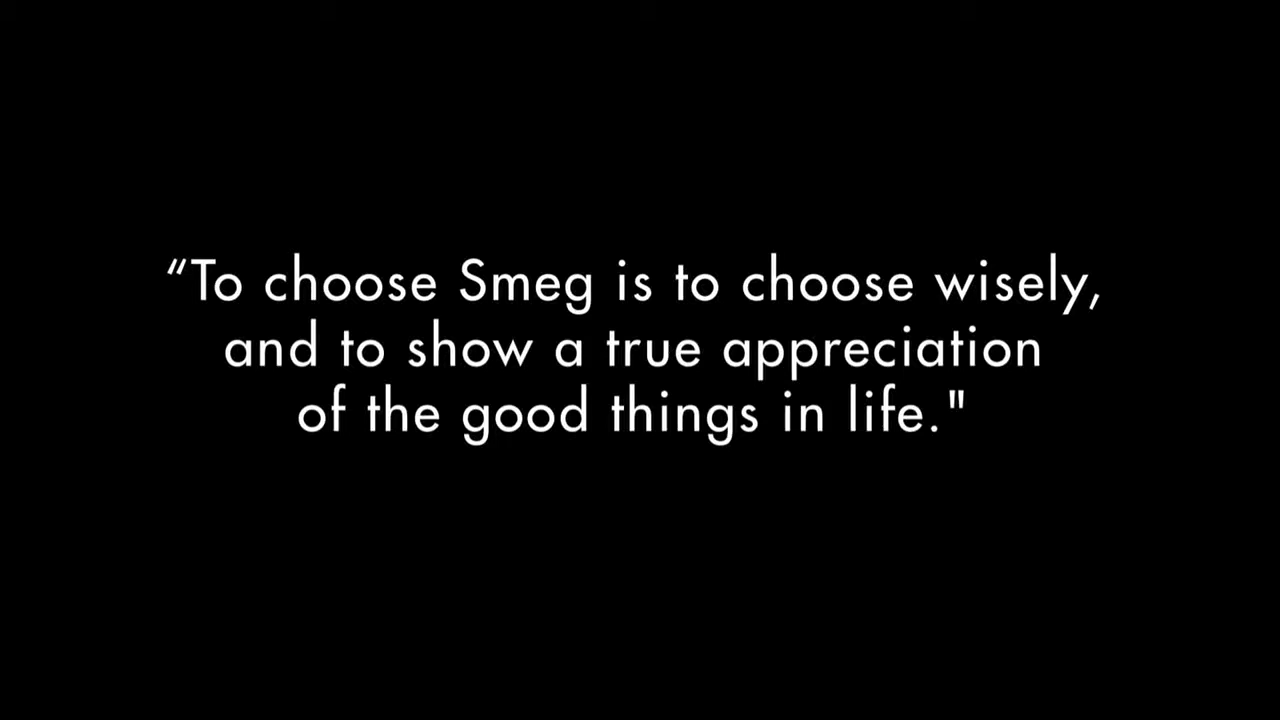 “To choose Smeg is to choose wisely,
and to show a true appreciation
of the good things in life."